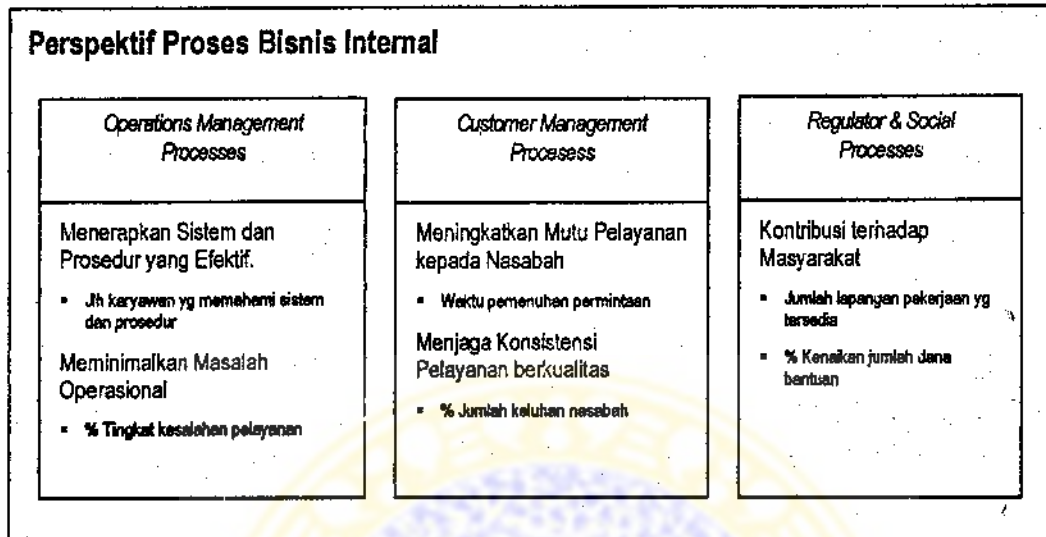 Perspektif Proses Bisnis Internal
Operations Management
Processes
Menerapkan Sistem dan
Prosedur yang Efektif.
▪ Jlh karyawan yg memahami sistem
dan prosedur
Meminimalkan Masalah
Operasional
▪ % Tingkat kesalahan pelayanan
Customer Management
Procesess
Meningkatkan Mutu Pelayanan
kepada Nasabah
▪ Waktu pemenuhan permintaan
Menjaga Konsistensi
Pelayanan berkualitas
▪ % Jumlah keluhan nasabah
Regulator & Social
Processes
Kontribusi terhadap
Masyarakat
▪ Jumlah lapangan pekerjaan yg
tersedia
▪ % Kenaikan jumlah dana
bantuan